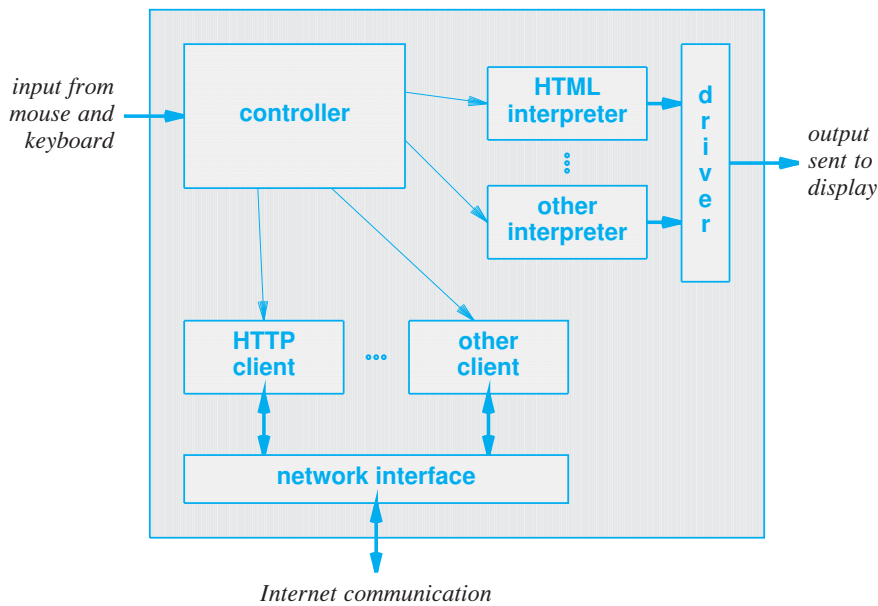 input from
mouse and
keyboard
controller
HTML
interpreter
other
interpreter
d
r
i
v
e
r
output
sent to
display
HTTP
client
other
client
network interface
Internet communication